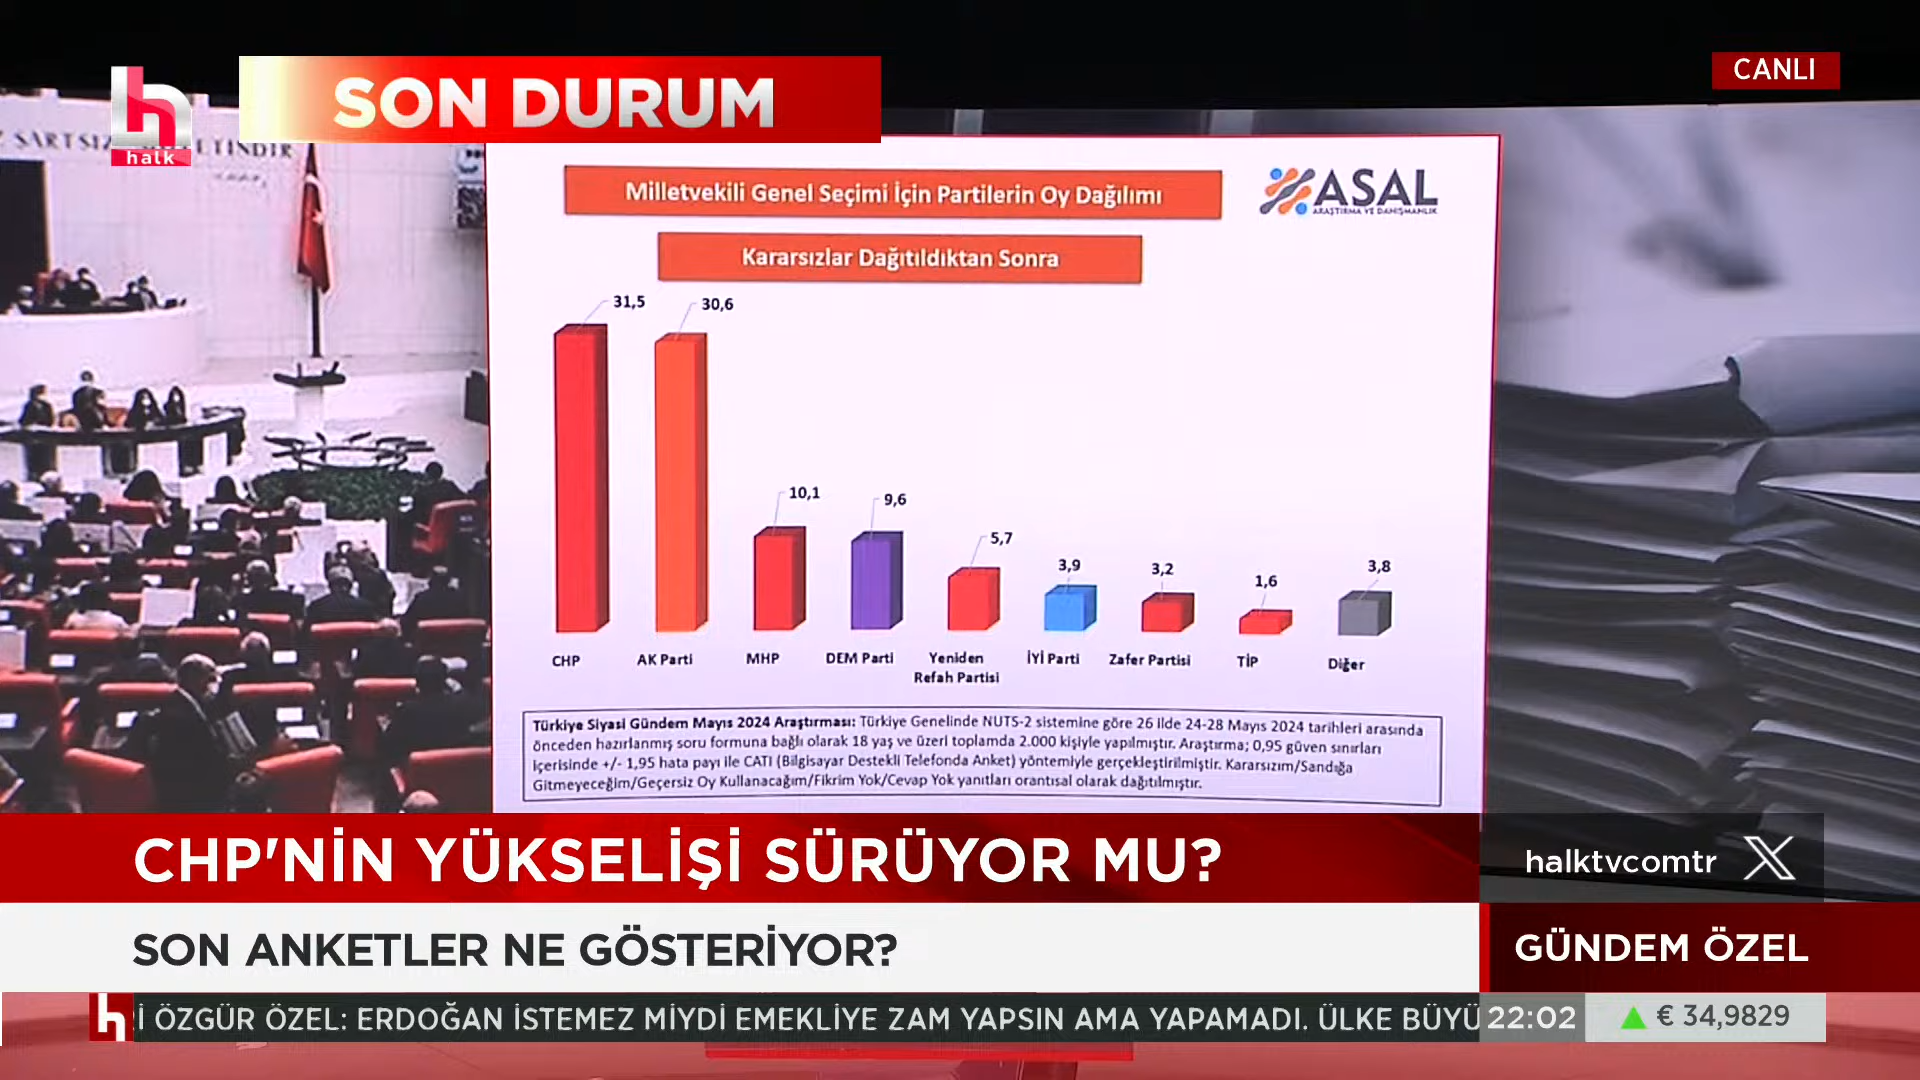 SON DURUM
CANLI
halk
Milletvekili Genel Seçimi İçin Partilerin Oy Dağılımı
ASAL
ARAŞTIRMA VE DANIŞMANLIK
Kararsızlar Dağıtıldıktan Sonra
31,5
30,6
10,1
9,6
5,7
3,9
3,2
1,6
3,8
CHP
AK Parti
MHP
DEM Parti
Yeniden
Refah Partisi
İYİ Parti
Zafer Partisi
TİP
Diğer
Türkiye Siyasi Gündem Mayıs 2024 Araştırması: Türkiye Genelinde NUTS-2 sistemine göre 26 ilde 24-28 Mayıs 2024 tarihleri arasında
önceden hazırlanmış soru formuna bağlı olarak 18 yaş ve üzeri toplamda 2.000 kişiyle yapılmıştır. Araştırma; 0,95 güven sınırları
içerisinde +/- 1,95 hata payı ile CATI (Bilgisayar Destekli Telefonda Anket) yöntemiyle gerçekleştirilmiştir. Kararsızım/Sandığa
Gitmeyeceğim/Geçersiz Oy Kullanacağım/Fikrim Yok/Cevap Yok yanıtları orantısal olarak dağıtılmıştır.
CHP'NİN YÜKSELİŞİ SÜRÜYOR MU?
halktvcomtr
SON ANKETLER NE GÖSTERİYOR?
GÜNDEM ÖZEL
İ ÖZGÜR ÖZEL: ERDOĞAN İSTEMEZ MİYDİ EMEKLİYE ZAM YAPSIN AMA YAPAMADI. ÜLKE BÜYÜ
22:02
€ 34,9829